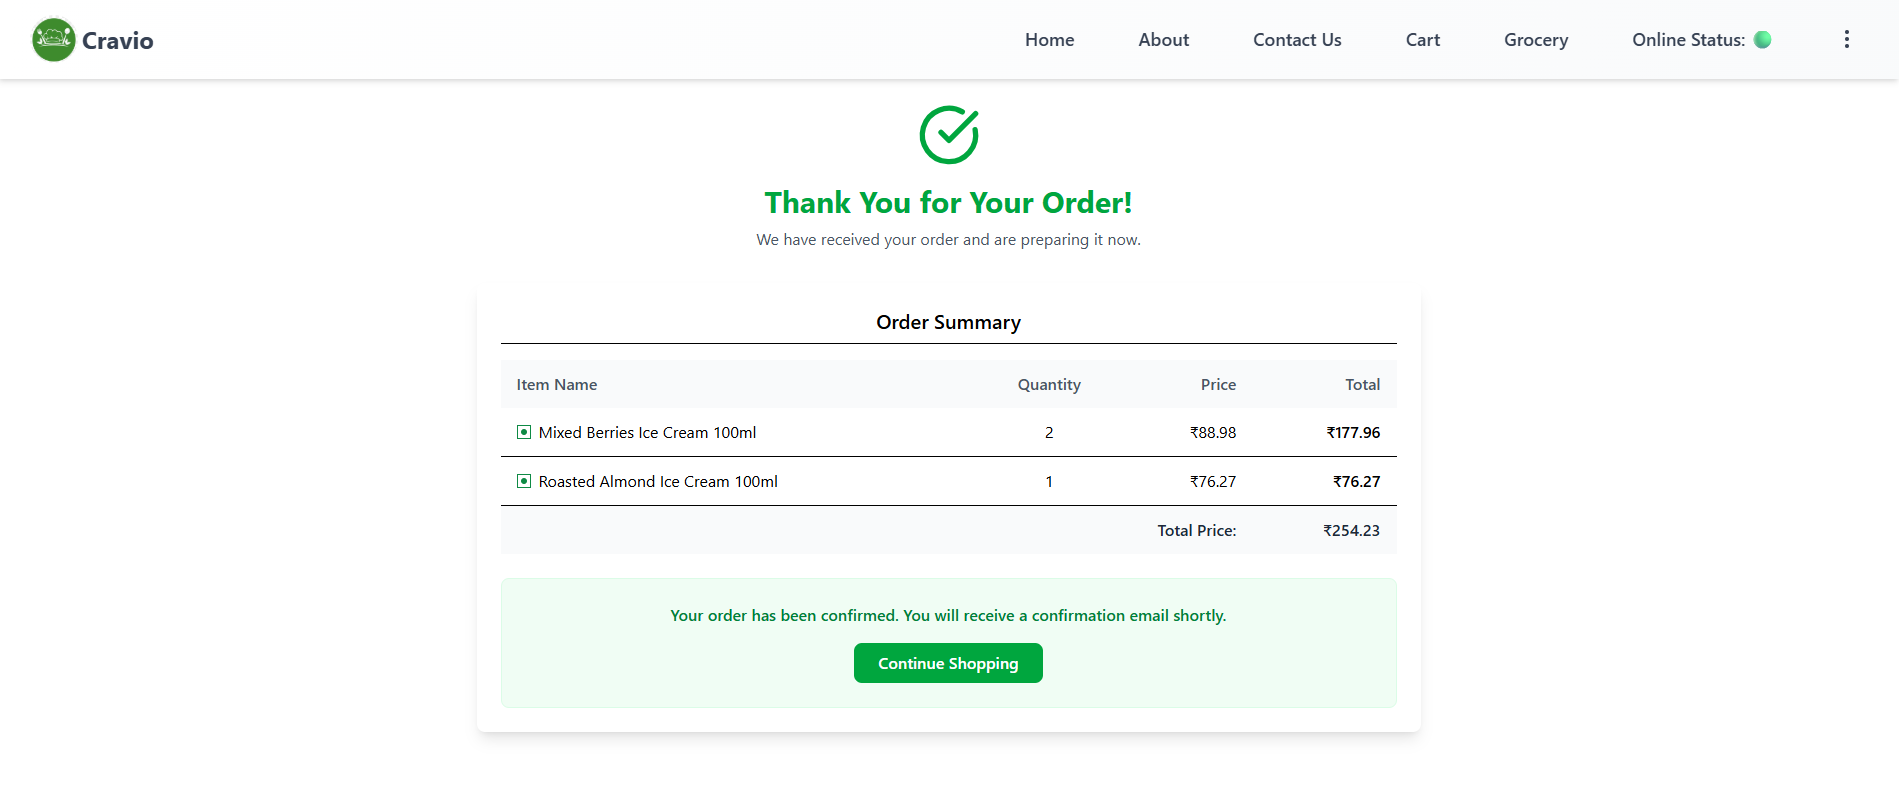 Cravio Home About Contact Us Cart Grocery Online Status:
Thank You for Your Order!
We have received your order and are preparing it now.
Order Summary
Item Name Quantity Price Total
Mixed Berries Ice Cream 100ml 2 ₹88.98 ₹177.96
Roasted Almond Ice Cream 100ml 1 ₹76.27 ₹76.27
Total Price: ₹254.23
Your order has been confirmed. You will receive a confirmation email shortly.
Continue Shopping